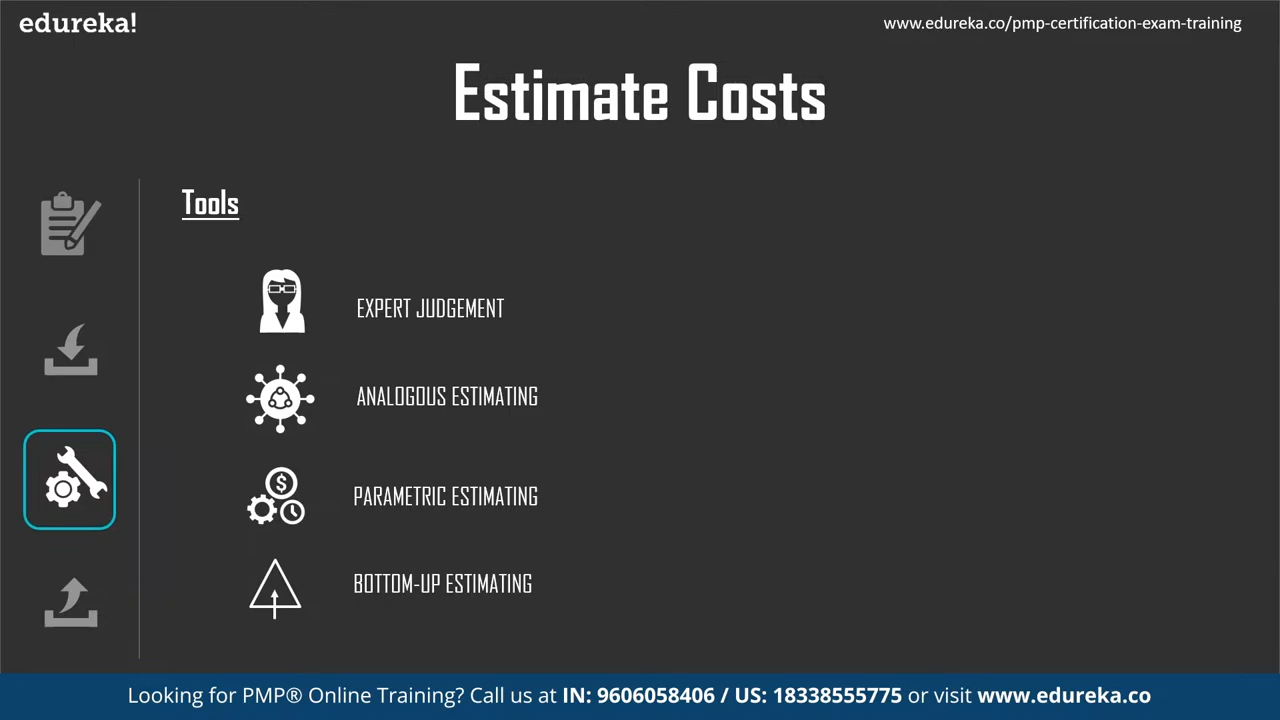 edureka!
www.edureka.co/pmp-certification-exam-training
Estimate Costs
Tools
EXPERT JUDGEMENT
ANALOGOUS ESTIMATING
$
PARAMETRIC ESTIMATING
BOTTOM-UP ESTIMATING
Looking for PMP® Online Training? Call us at IN: 9606058406 / US: 18338555775 or visit www.edureka.co